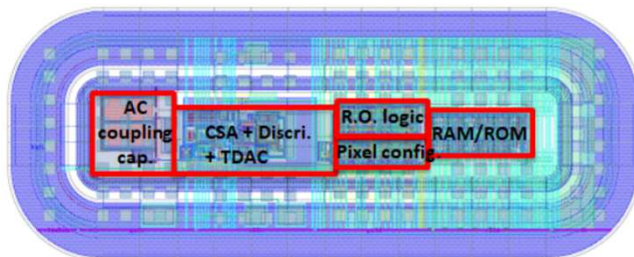 AC
coupling
cap.
CSA + Discri.
+ TDAC
R.O. logic
Pixel config.
RAM/ROM